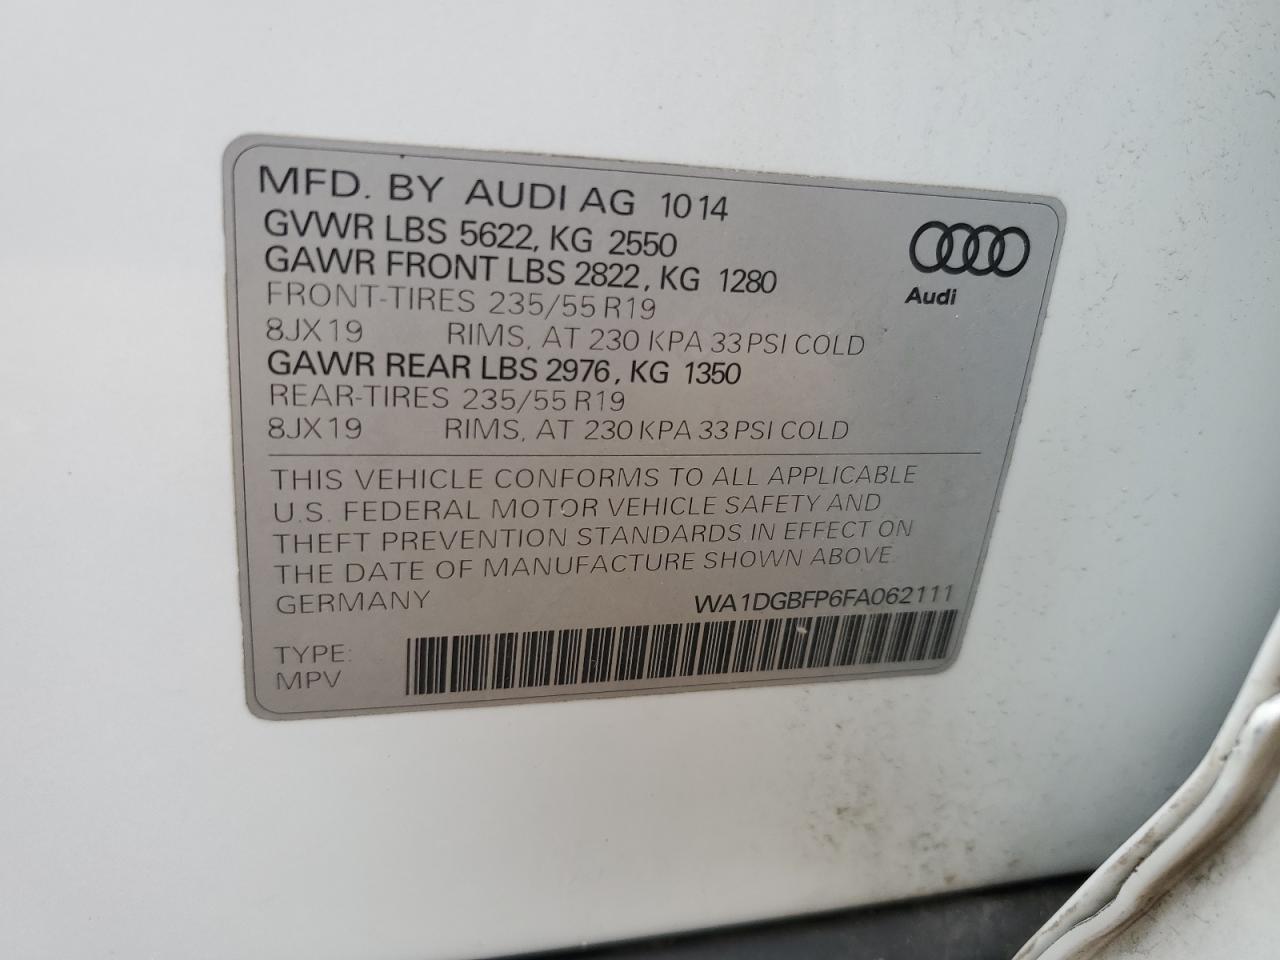 MFD. BY AUDI AG 1014
GVWR LBS 5622, KG 2550
GAWR FRONT LBS 2822, KG 1280
FRONT-TIRES 235/55 R19
8JX19 RIMS, AT 230 KPA 33 PSI COLD
GAWR REAR LBS 2976, KG 1350
REAR-TIRES 235/55 R19
8JX19 RIMS, AT 230 KPA 33 PSI COLD
Audi
THIS VEHICLE CONFORMS TO ALL APPLICABLE
U.S. FEDERAL MOTOR VEHICLE SAFETY AND
THEFT PREVENTION STANDARDS IN EFFECT ON
THE DATE OF MANUFACTURE SHOWN ABOVE.
GERMANY WA1DGBFP6FA062111
TYPE:
MPV